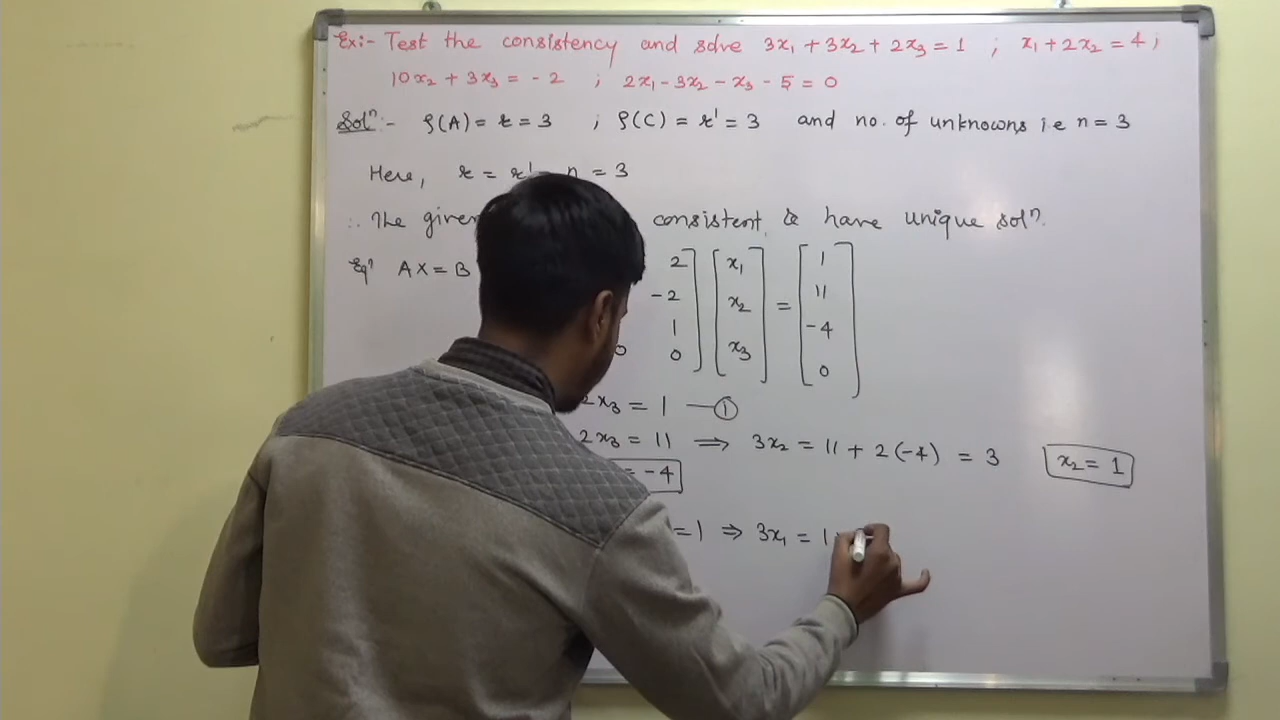 Ex:- Test the consistency and solve 3x₁ + 3x₂ + 2x₃ = 1 ; x₁ + 2x₂ = 4 ;
10x₂ + 3x₃ = - 2 ; 2x₁ - 3x₂ - x₃ - 5 = 0
Solⁿ:- ρ(A) = r = 3 ; ρ(C) = r' = 3 and no. of unknowns i.e n = 3
Here, r = r' n = 3
∴ The given consistent & have unique solⁿ.
Eqⁿ AX = B
2 x₁ 1
-2 x₂ = 11
1 x₃ -4
0 0 0
2x₃ = 1 — ①
2x₃ = 11 ⇒ 3x₂ = 11 + 2(-4) = 3 x₂ = 1
= -4
= 1 ⇒ 3x₁ = 1